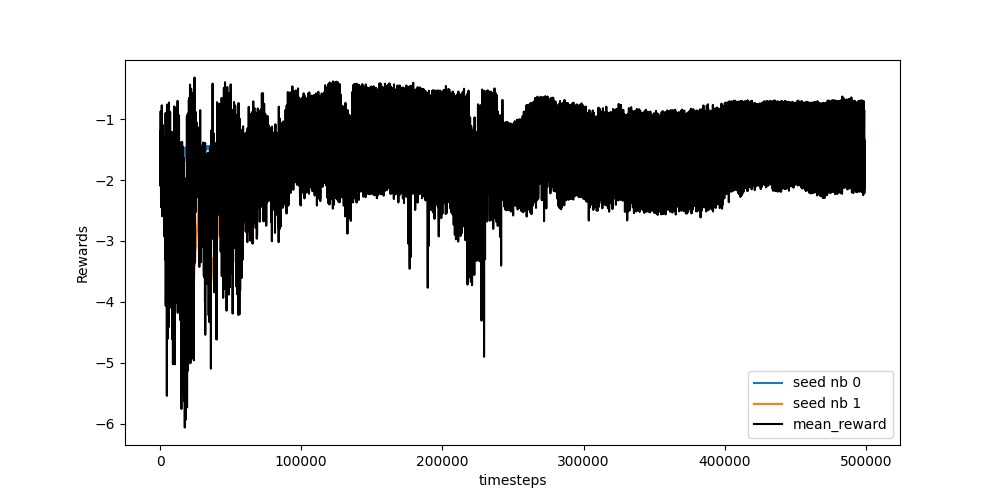 −1
−2
−3
−4
−5
−6
Rewards
0
100000
200000
300000
400000
500000
timesteps
seed nb 0
seed nb 1
mean_reward